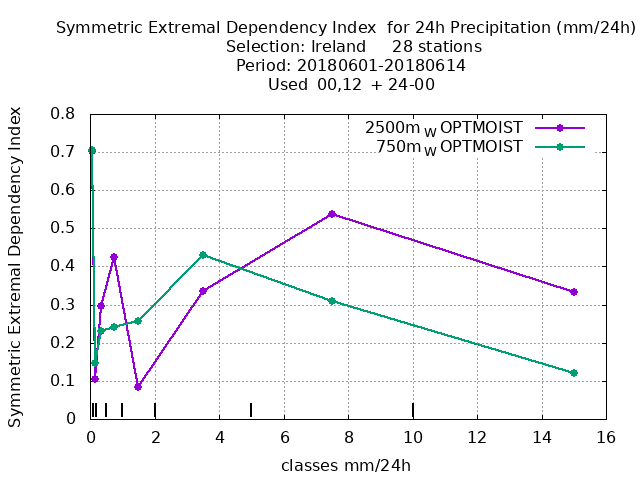 Symmetric Extremal Dependency Index  for 24h Precipitation (mm/24h)
Selection: Ireland     28 stations
Period: 20180601-20180614
Used  00,12  + 24-00
Symmetric Extremal Dependency Index
0.8
0.7
0.6
0.5
0.4
0.3
0.2
0.1
0
2500m W OPTMOIST
750m W OPTMOIST
0 2 4 6 8 10 12 14 16
classes mm/24h